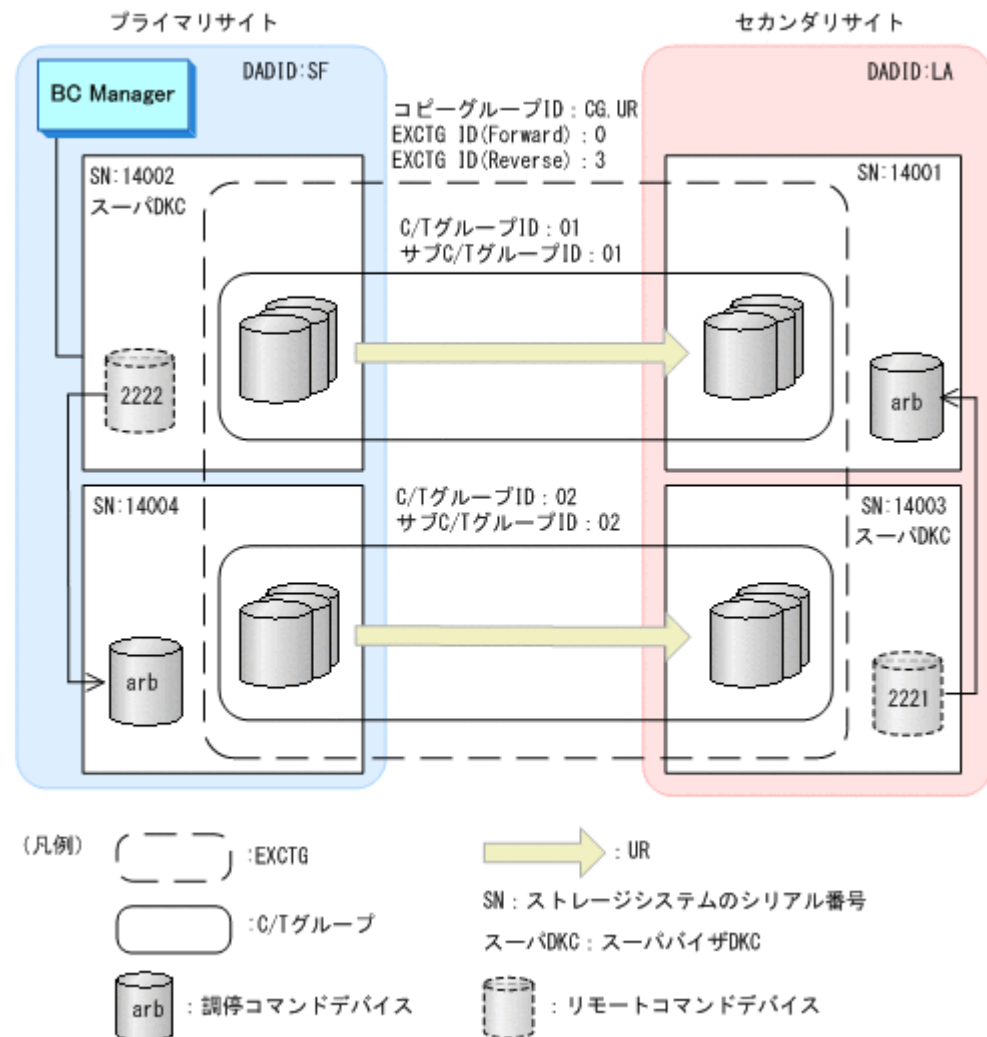 プライマリサイト
セカンダリサイト
BC Manager
DADID:SF
DADID:LA
コピーグループID：CG.UR
EXCTG ID(Forward)：0
EXCTG ID(Reverse)：3
SN:14002
スーパDKC
SN:14001
C/TグループID：01
サブC/TグループID：01
2222
arb
SN:14004
C/TグループID：02
サブC/TグループID：02
SN:14003
スーパDKC
arb
2221
(凡例)
:EXCTG
：UR
:C/Tグループ
SN：ストレージシステムのシリアル番号
スーパDKC：スーパバイザDKC
arb
：調停コマンドデバイス
：リモートコマンドデバイス